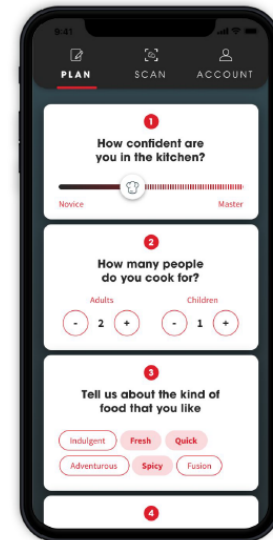 9:41
PLAN SCAN ACCOUNT
1
How confident are
you in the kitchen?
Novice Master
2
How many people
do you cook for?
Adults Children
- 2 + - 1 +
3
Tell us about the kind of
food that you like
Indulgent Fresh Quick
Adventurous Spicy Fusion
4